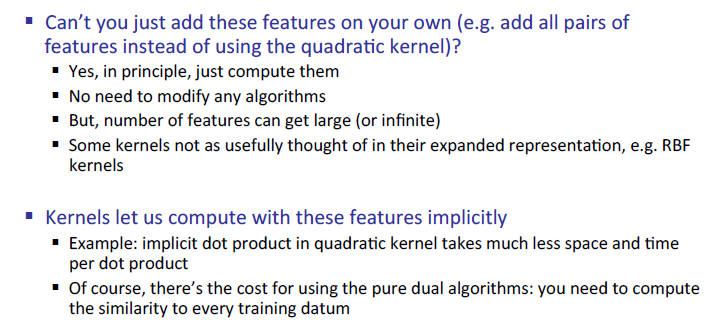 ▪ Can't you just add these features on your own (e.g. add all pairs of
features instead of using the quadratic kernel)?
▪ Yes, in principle, just compute them
▪ No need to modify any algorithms
▪ But, number of features can get large (or infinite)
▪ Some kernels not as usefully thought of in their expanded representation, e.g. RBF
kernels
▪ Kernels let us compute with these features implicitly
▪ Example: implicit dot product in quadratic kernel takes much less space and time
per dot product
▪ Of course, there's the cost for using the pure dual algorithms: you need to compute
the similarity to every training datum